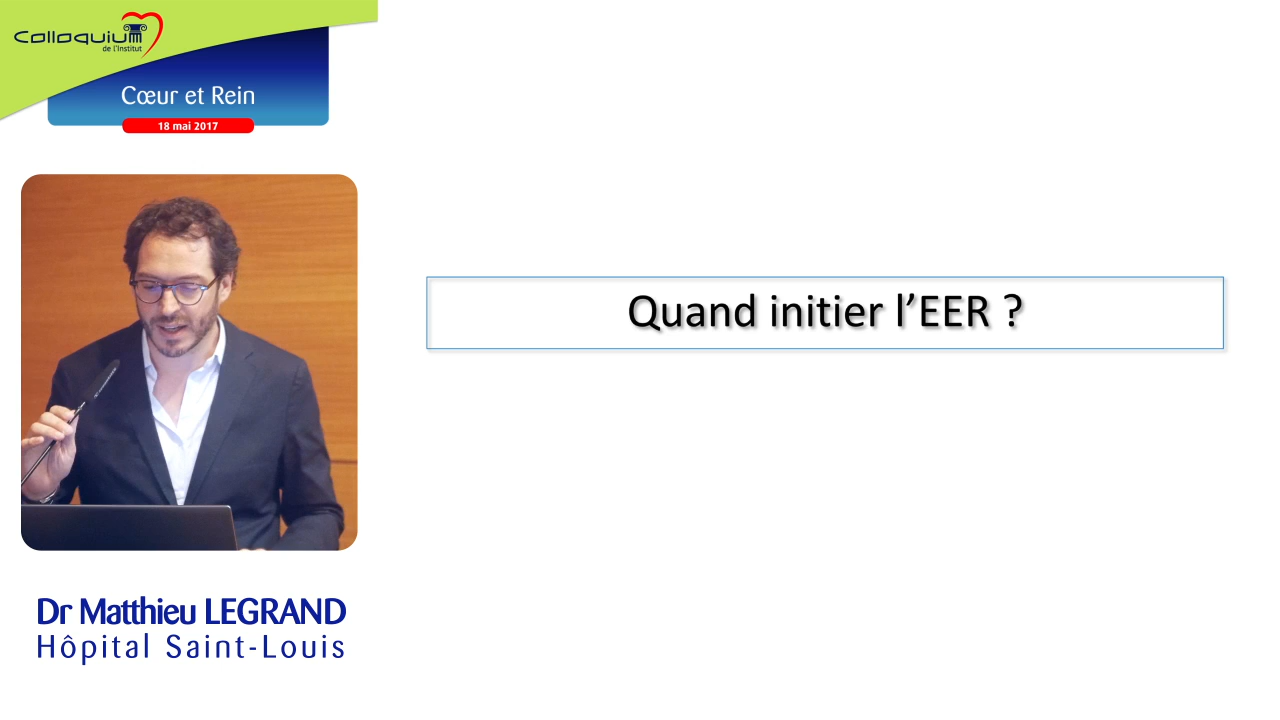 Colloquium
de l'Institut
Cœur et Rein
18 mai 2017
Quand initier l’EER ?
Dr Matthieu LEGRAND
Hôpital Saint-Louis